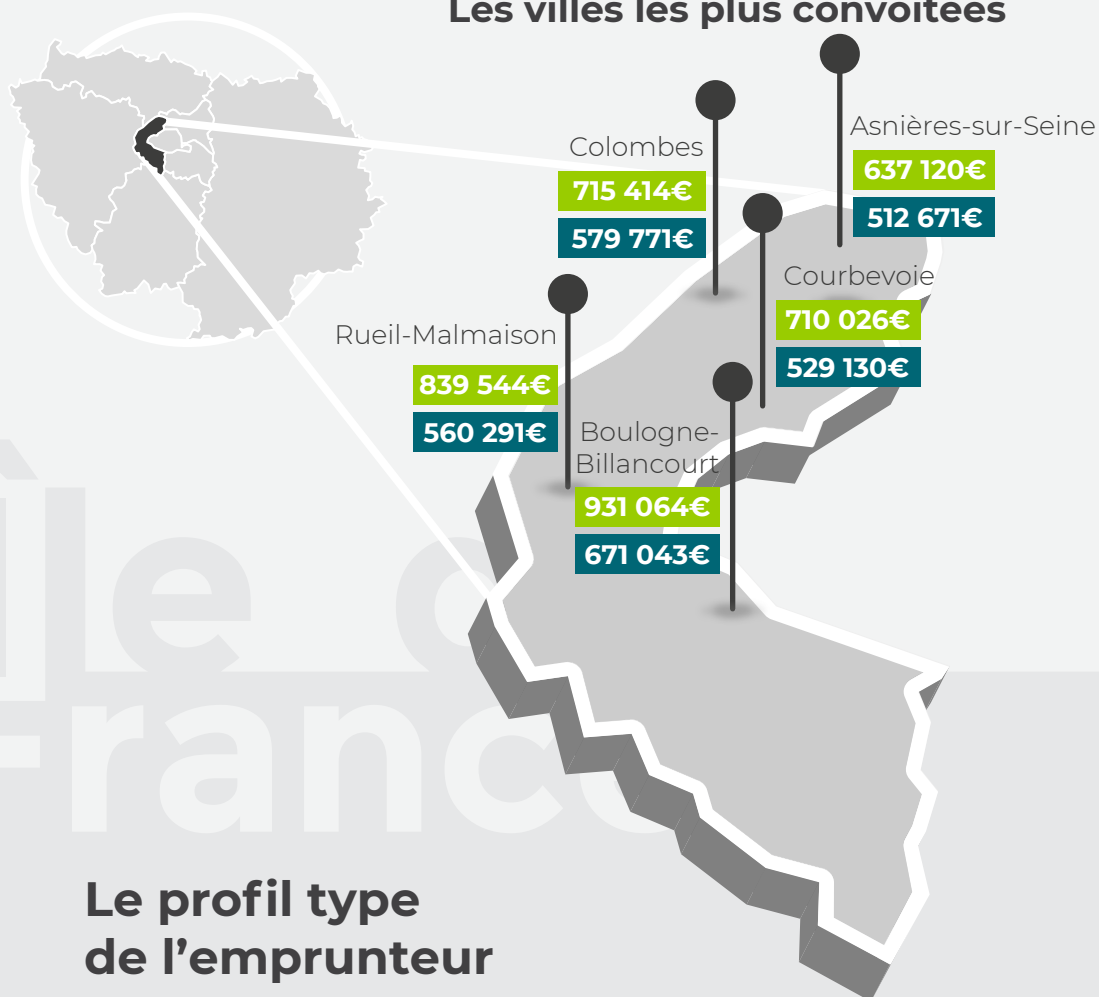 Les villes les plus convoitées
Asnières-sur-Seine
637 120€
512 671€
Colombes
715 414€
579 771€
Courbevoie
710 026€
529 130€
Rueil-Malmaison
839 544€
560 291€
Boulogne-
Billancourt
931 064€
671 043€
Île d
France
Le profil type
de l’emprunteur